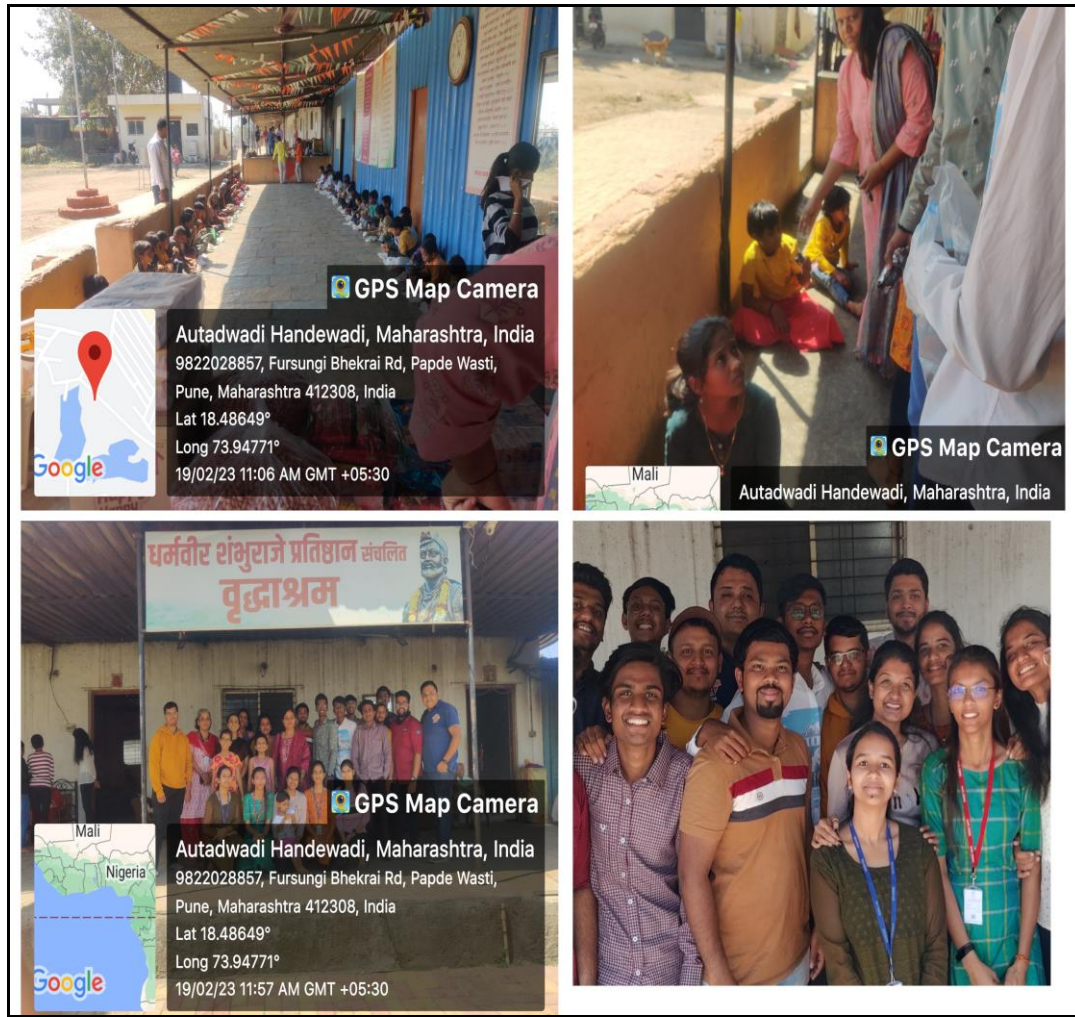 GPS Map Camera
Autadwadi Handewadi, Maharashtra, India
9822028857, Fursungi Bhekrai Rd, Papde Wasti,
Pune, Maharashtra 412308, India
Lat 18.48649°
Long 73.94771°
19/02/23 11:06 AM GMT +05:30
Google
GPS Map Camera
Mali
Autadwadi Handewadi, Maharashtra, India
धर्मवीर शंभुराजे प्रतिष्ठान संचलित
वृद्धाश्रम
GPS Map Camera
Mali
Nigeria
Autadwadi Handewadi, Maharashtra, India
9822028857, Fursungi Bhekrai Rd, Papde Wasti,
Pune, Maharashtra 412308, India
Lat 18.48649°
Long 73.94771°
19/02/23 11:57 AM GMT +05:30
Google